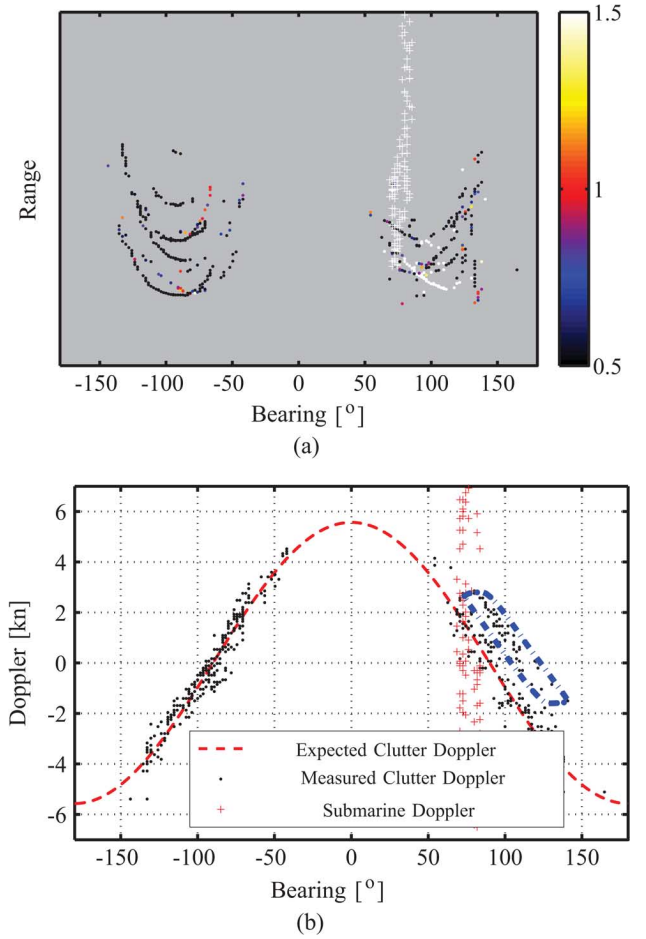 1.5
1
0.5
Range
-150 -100 -50 0 50 100 150
Bearing [°]
(a)
6
4
2
0
-2
-4
-6
Doppler [kn]
Expected Clutter Doppler
Measured Clutter Doppler
Submarine Doppler
-150 -100 -50 0 50 100 150
Bearing [°]
(b)